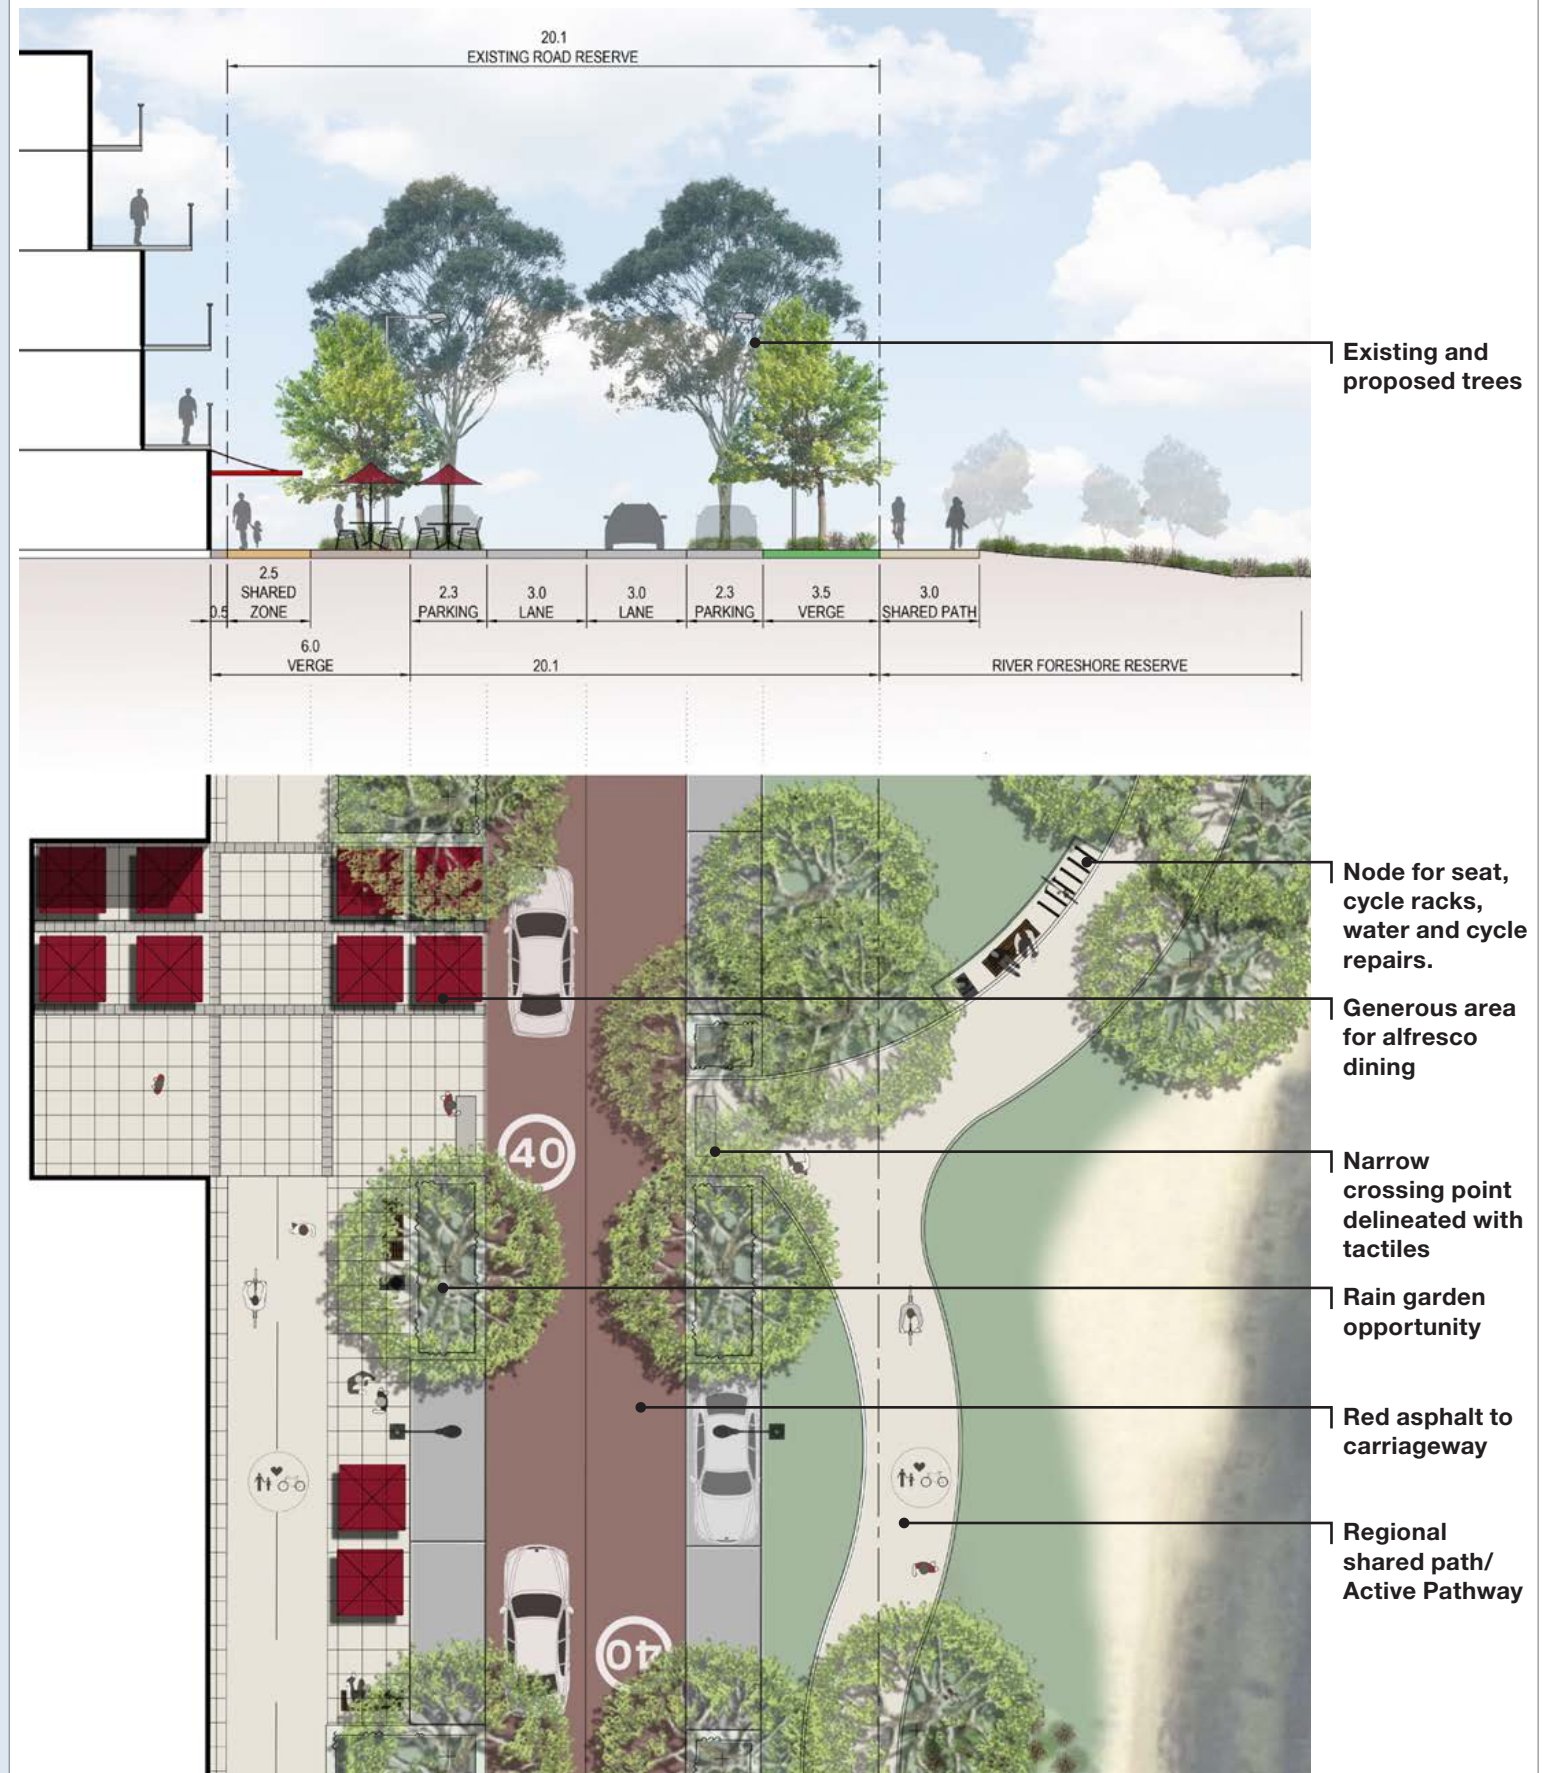 20.1
EXISTING ROAD RESERVE
Existing and
proposed trees
0.5
2.5
SHARED
ZONE
2.3
PARKING
3.0
LANE
3.0
LANE
2.3
PARKING
3.5
VERGE
3.0
SHARED PATH
6.0
VERGE
20.1
RIVER FORESHORE RESERVE
Node for seat,
cycle racks,
water and cycle
repairs.
Generous area
for alfresco
dining
40
Narrow
crossing point
delineated with
tactiles
Rain garden
opportunity
Red asphalt to
carriageway
Regional
shared path/
Active Pathway
40